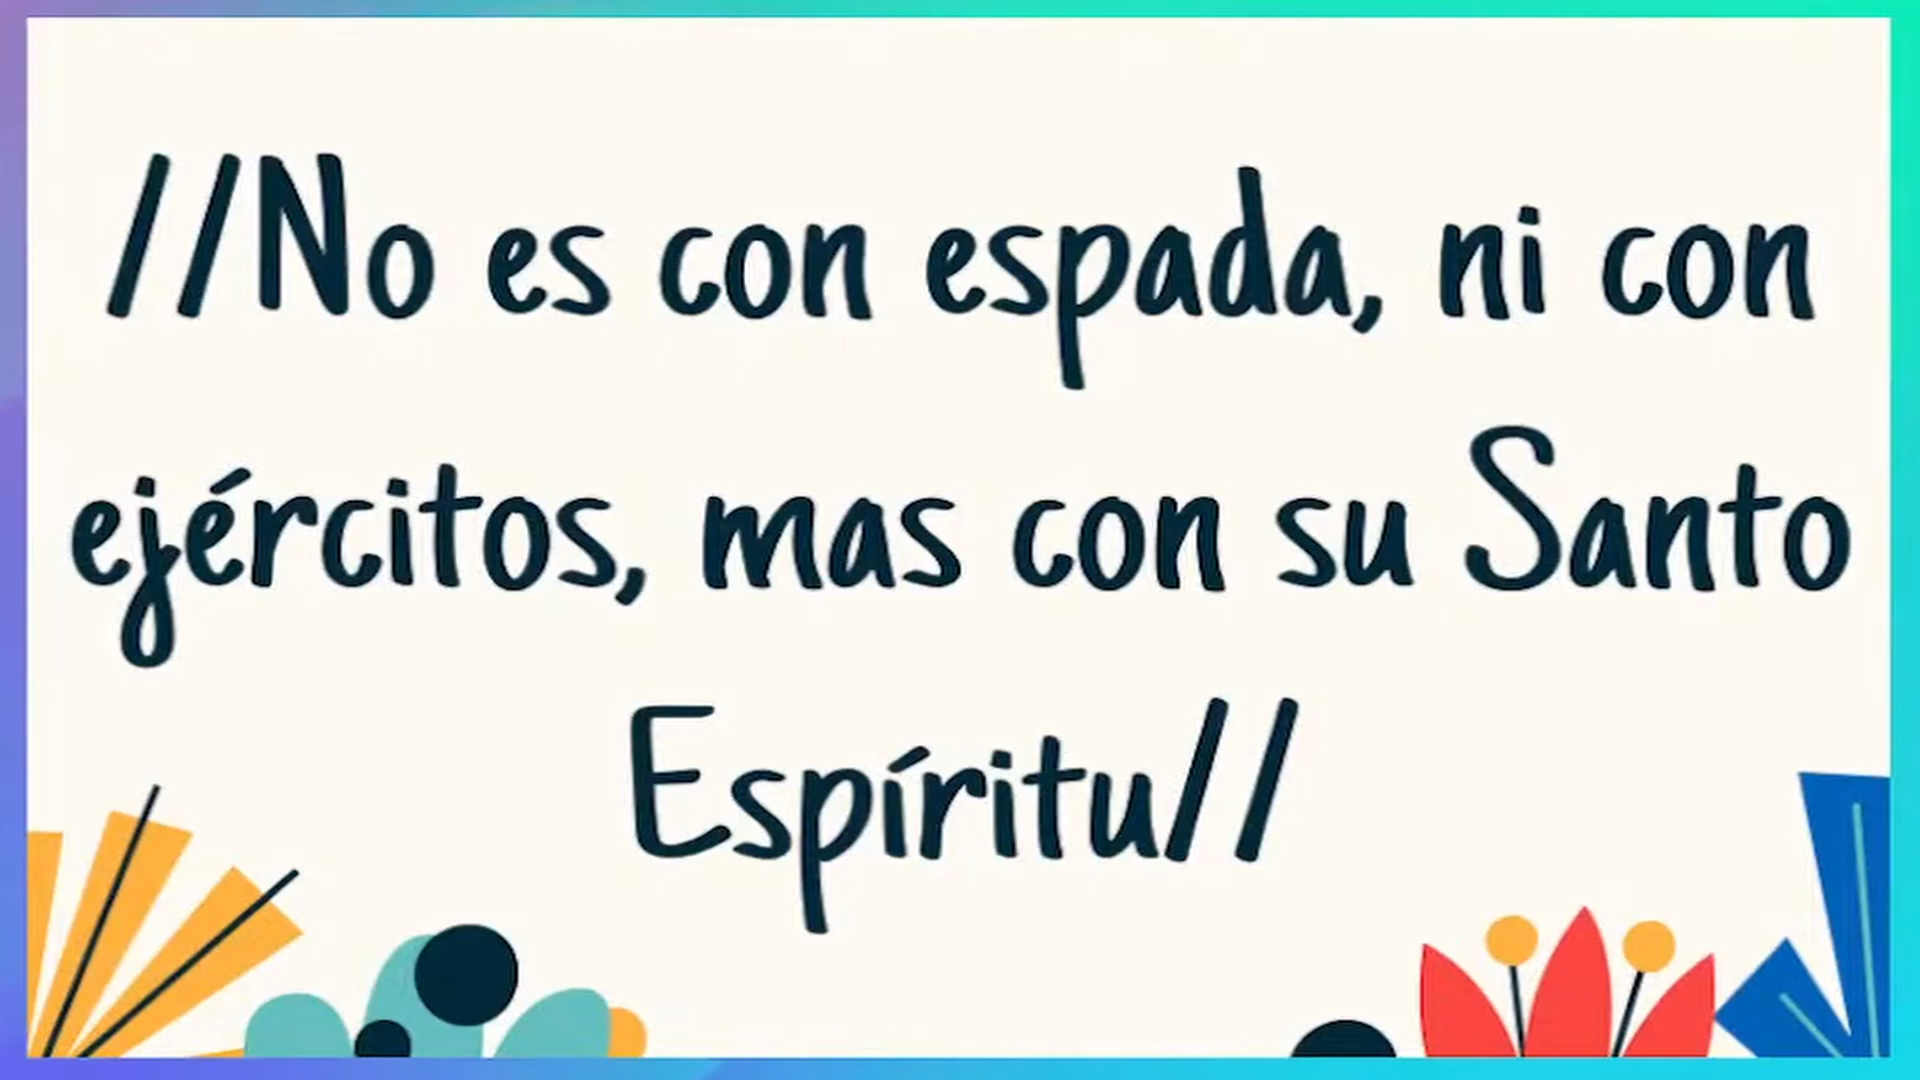 //No es con espada, ni con
ejércitos, mas con su Santo
Espíritu//